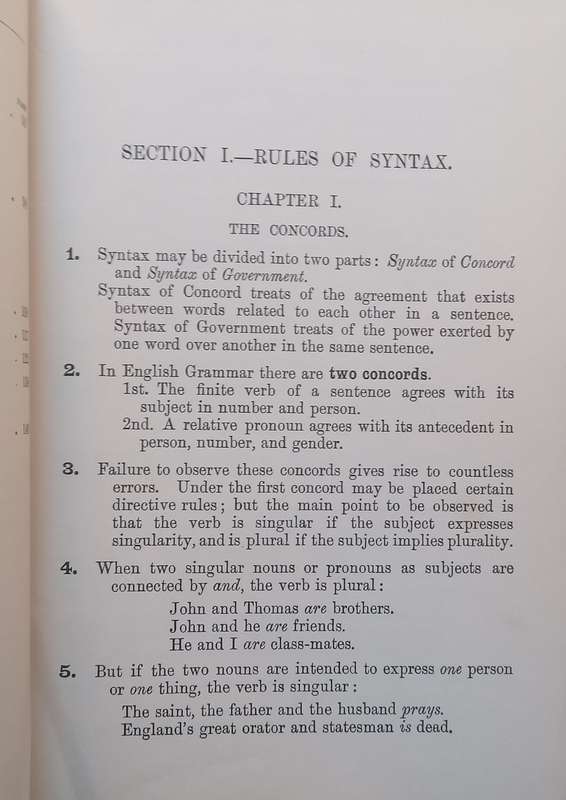 SECTION I.—RULES OF SYNTAX.
CHAPTER I.
THE CONCORDS.
1. Syntax may be divided into two parts: Syntax of Concord
and Syntax of Government.
Syntax of Concord treats of the agreement that exists
between words related to each other in a sentence.
Syntax of Government treats of the power exerted by
one word over another in the same sentence.
2. In English Grammar there are two concords.
1st. The finite verb of a sentence agrees with its
subject in number and person.
2nd. A relative pronoun agrees with its antecedent in
person, number, and gender.
3. Failure to observe these concords gives rise to countless
errors. Under the first concord may be placed certain
directive rules; but the main point to be observed is
that the verb is singular if the subject expresses
singularity, and is plural if the subject implies plurality.
4. When two singular nouns or pronouns as subjects are
connected by and, the verb is plural:
John and Thomas are brothers.
John and he are friends.
He and I are class-mates.
5. But if the two nouns are intended to express one person
or one thing, the verb is singular:
The saint, the father and the husband prays.
England's great orator and statesman is dead.